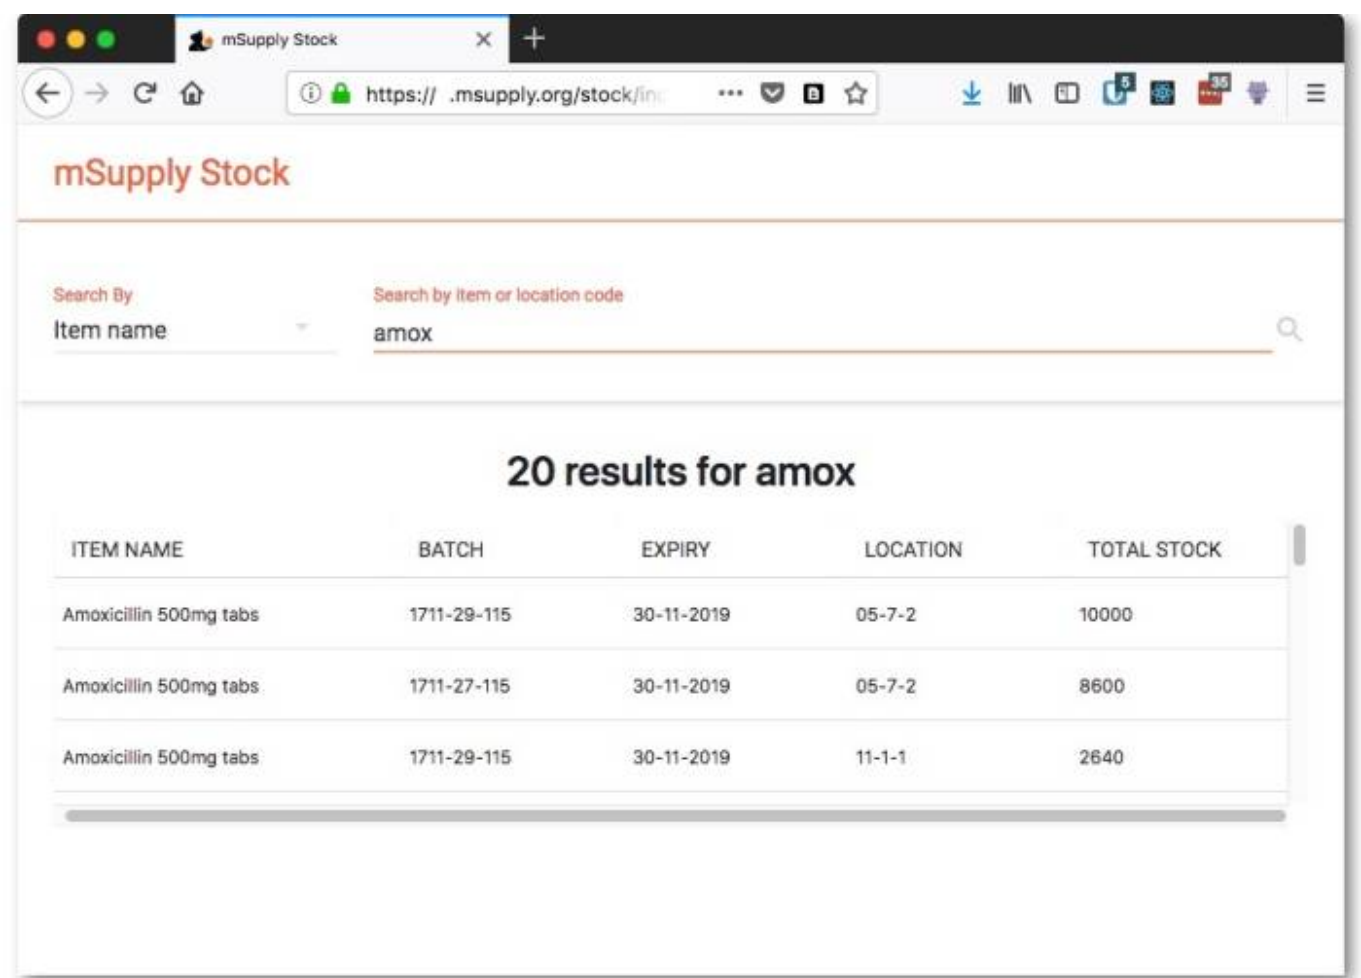 mSupply Stock
https:// .msupply.org/stock/in
5
35
mSupply Stock
Search By
Search by item or location code
Item name
amox
20 results for amox
ITEM NAME BATCH EXPIRY LOCATION TOTAL STOCK
Amoxicillin 500mg tabs 1711-29-115 30-11-2019 05-7-2 10000
Amoxicillin 500mg tabs 1711-27-115 30-11-2019 05-7-2 8600
Amoxicillin 500mg tabs 1711-29-115 30-11-2019 11-1-1 2640